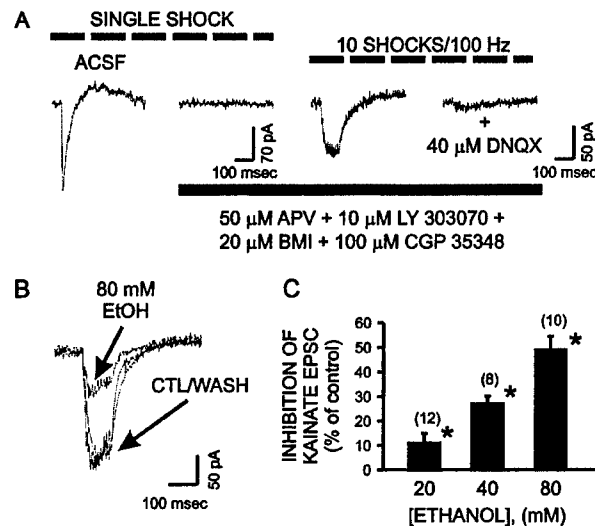 A
SINGLE SHOCK
10 SHOCKS/100 Hz
ACSF
+
40 µM DNQX
70 pA
100 msec
50 pA
100 msec
50 µM APV + 10 µM LY 303070 +
20 µM BMI + 100 µM CGP 35348
B
80 mM
EtOH
CTL/WASH
50 pA
100 msec
C
INHIBITION OF
KAINATE EPSC
(% of control)
60
50
40
30
20
10
0
(12)
*
(8)
*
(10)
*
20
40
80
[ETHANOL], (mM)